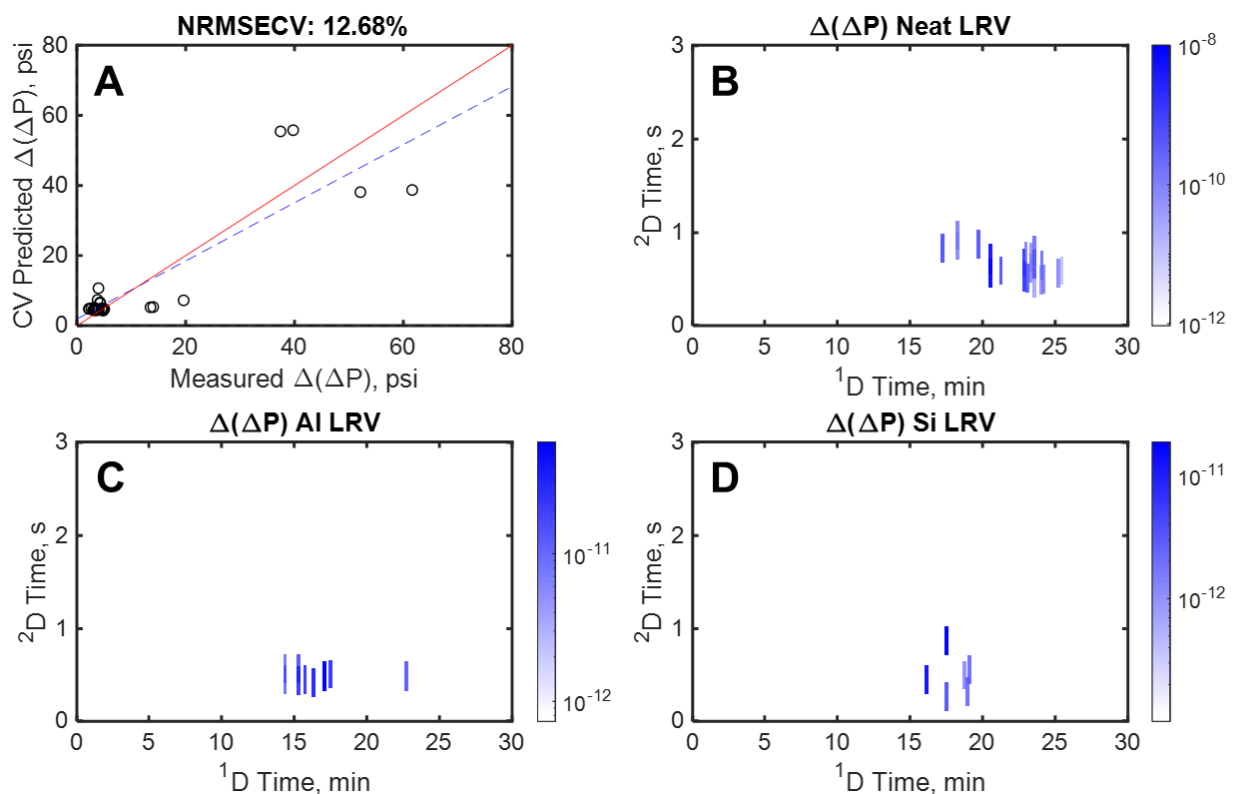 NRMSECV: 12.68%
A
CV Predicted Δ(ΔP), psi
80
60
40
20
0
0 20 40 60 80
Measured Δ(ΔP), psi
Δ(ΔP) Neat LRV
B
²D Time, s
3
2
1
0
0 5 10 15 20 25 30
¹D Time, min
10⁻⁸
10⁻¹⁰
10⁻¹²
Δ(ΔP) Al LRV
C
²D Time, s
3
2
1
0
0 5 10 15 20 25 30
¹D Time, min
10⁻¹¹
10⁻¹²
Δ(ΔP) Si LRV
D
²D Time, s
3
2
1
0
0 5 10 15 20 25 30
¹D Time, min
10⁻¹¹
10⁻¹²